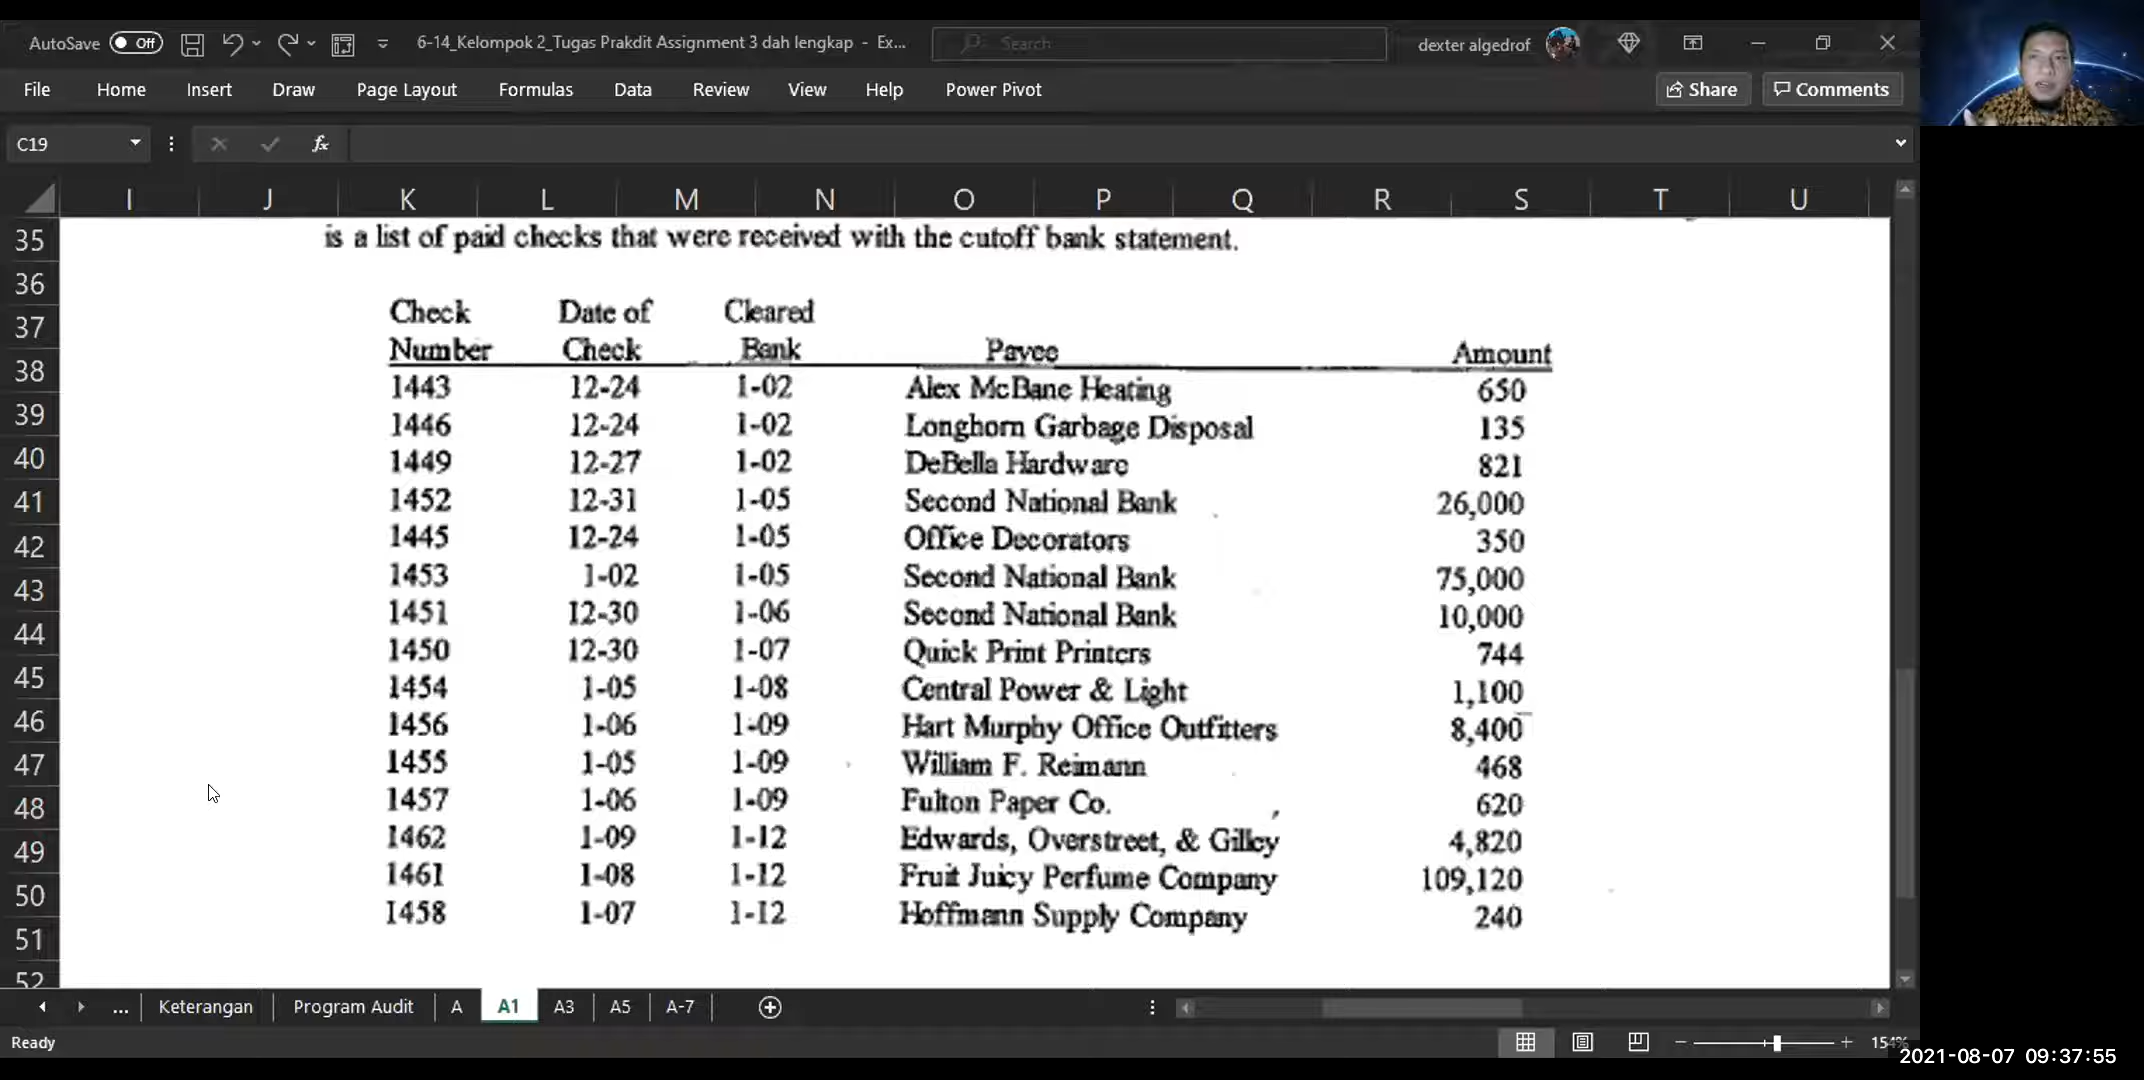 AutoSave Off 6-14_Kelompok 2_Tugas Prakdit Assignment 3 dah lengkap - Ex... Search dexter algedrof
File Home Insert Draw Page Layout Formulas Data Review View Help Power Pivot Share Comments
C19 fx
I J K L M N O P Q R S T U
35 is a list of paid checks that were received with the cutoff bank statement.
36
37 Check Date of Cleared
Number Check Bank Payee Amount
38 1443 12-24 1-02 Alex McBane Heating 650
39 1446 12-24 1-02 Longhorn Garbage Disposal 135
40 1449 12-27 1-02 DeBella Hardware 821
41 1452 12-31 1-05 Second National Bank 26,000
42 1445 12-24 1-05 Office Decorators 350
43 1453 1-02 1-05 Second National Bank 75,000
44 1451 12-30 1-06 Second National Bank 10,000
1450 12-30 1-07 Quick Print Printers 744
45 1454 1-05 1-08 Central Power & Light 1,100
46 1456 1-06 1-09 Hart Murphy Office Outfitters 8,400
47 1455 1-05 1-09 William F. Reimann 468
48 1457 1-06 1-09 Fulton Paper Co. 620
49 1462 1-09 1-12 Edwards, Overstreet, & Gilley 4,820
50 1461 1-08 1-12 Fruit Juicy Perfume Company 109,120
51 1458 1-07 1-12 Hoffmann Supply Company 240
52
... Keterangan Program Audit A A1 A3 A5 A-7
Ready 154%
2021-08-07 09:37:55